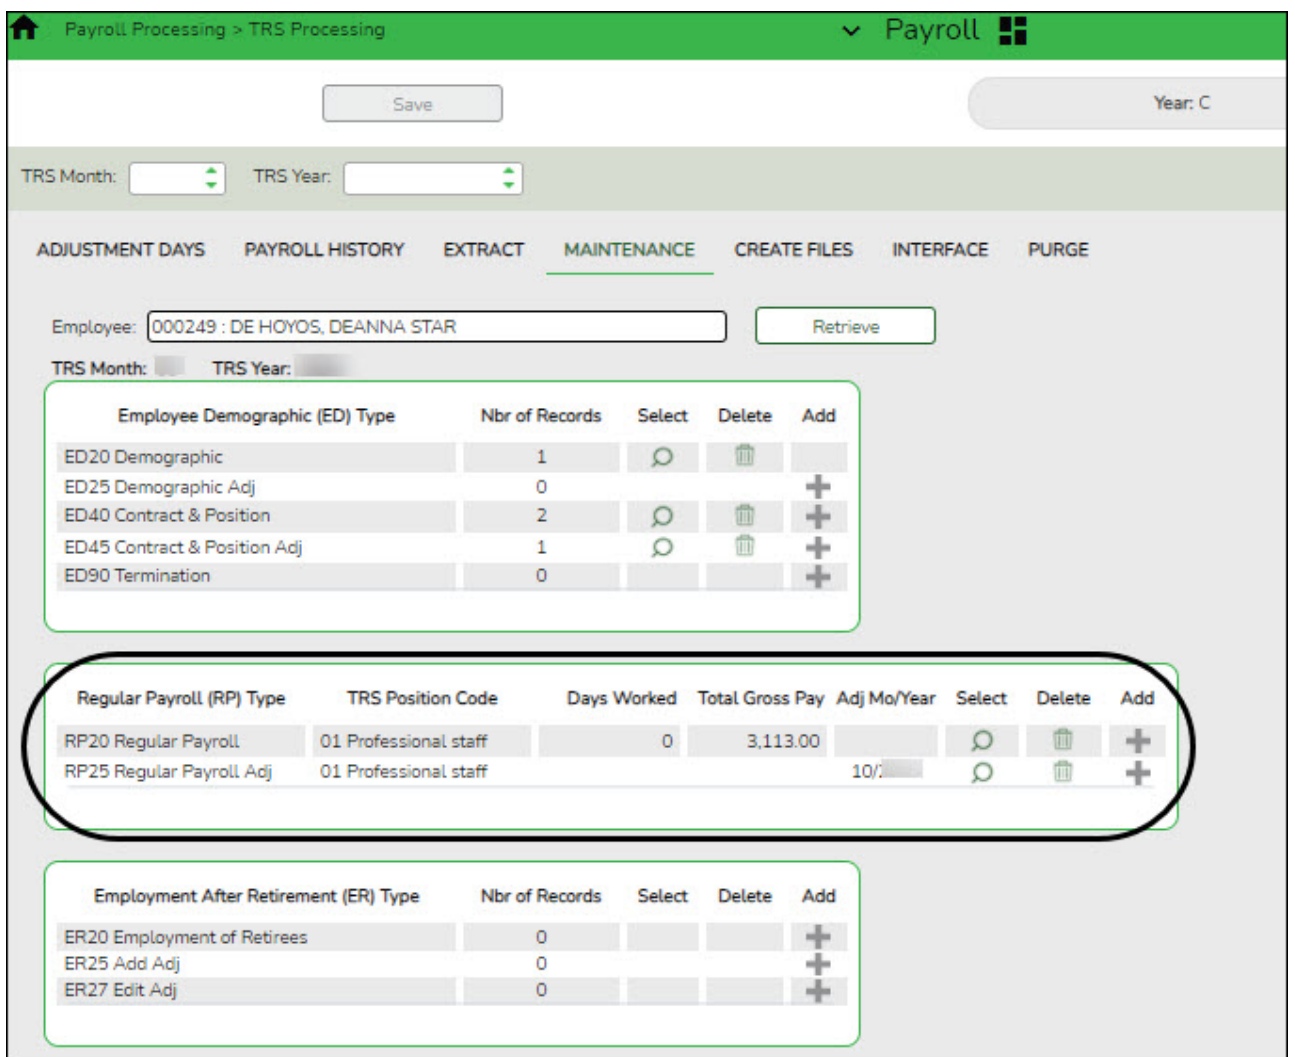 Payroll Processing > TRS Processing Payroll
Save Year: C
TRS Month: TRS Year:
ADJUSTMENT DAYS PAYROLL HISTORY EXTRACT MAINTENANCE CREATE FILES INTERFACE PURGE
Employee: 000249 : DE HOYOS, DEANNA STAR Retrieve
TRS Month: TRS Year:
Employee Demographic (ED) Type Nbr of Records Select Delete Add
ED20 Demographic 1
ED25 Demographic Adj 0
ED40 Contract & Position 2
ED45 Contract & Position Adj 1
ED90 Termination 0
Regular Payroll (RP) Type TRS Position Code Days Worked Total Gross Pay Adj Mo/Year Select Delete Add
RP20 Regular Payroll 01 Professional staff 0 3,113.00
RP25 Regular Payroll Adj 01 Professional staff 10/
Employment After Retirement (ER) Type Nbr of Records Select Delete Add
ER20 Employment of Retirees 0
ER25 Add Adj 0
ER27 Edit Adj 0